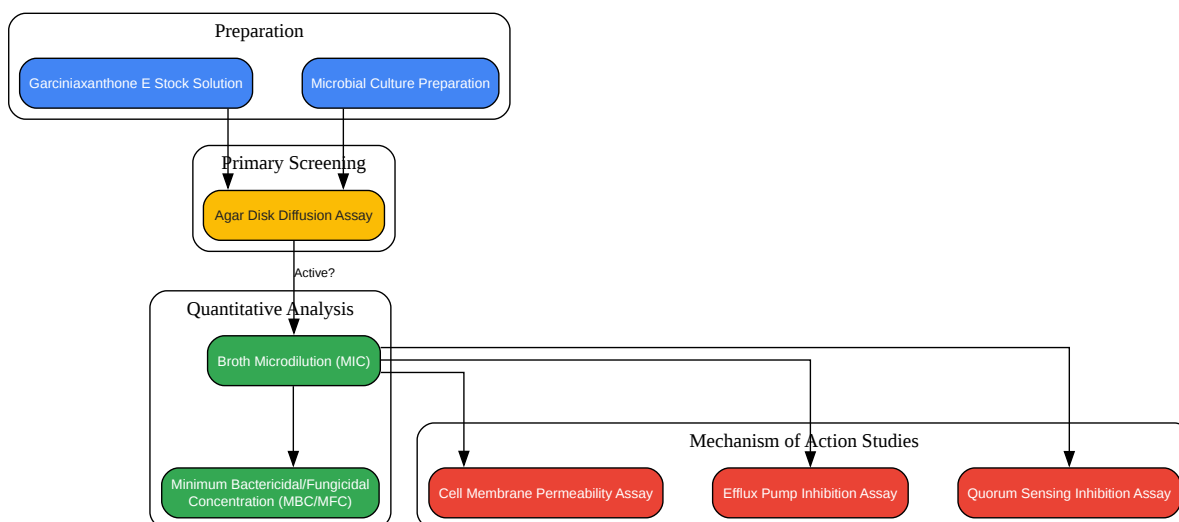 Preparation
Garciniaxanthone E Stock Solution
Microbial Culture Preparation
Primary Screening
Agar Disk Diffusion Assay
Active?
Quantitative Analysis
Broth Microdilution (MIC)
Mechanism of Action Studies
Minimum Bactericidal/Fungicidal
Concentration (MBC/MFC)
Cell Membrane Permeability Assay
Efflux Pump Inhibition Assay
Quorum Sensing Inhibition Assay